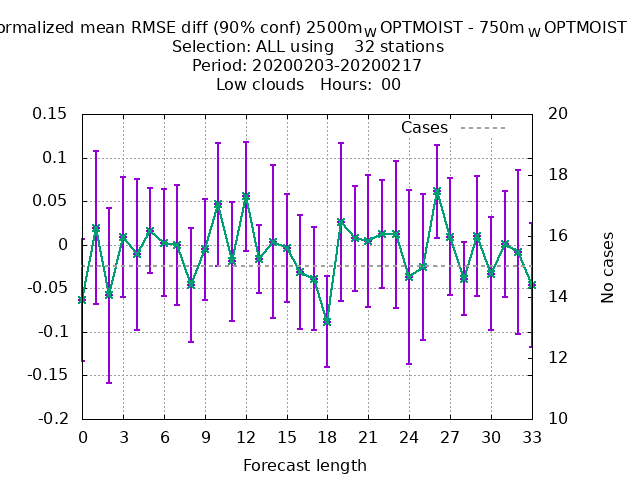 ormalized mean RMSE diff (90% conf) 2500m_W OPTMOIST - 750m_W OPTMOIST
Selection: ALL using 32 stations
Period: 20200203-20200217
Low clouds Hours: 00
Cases
0.15
0.1
0.05
0
-0.05
-0.1
-0.15
-0.2
20
18
16
14
12
10
No cases
0 3 6 9 12 15 18 21 24 27 30 33
Forecast length